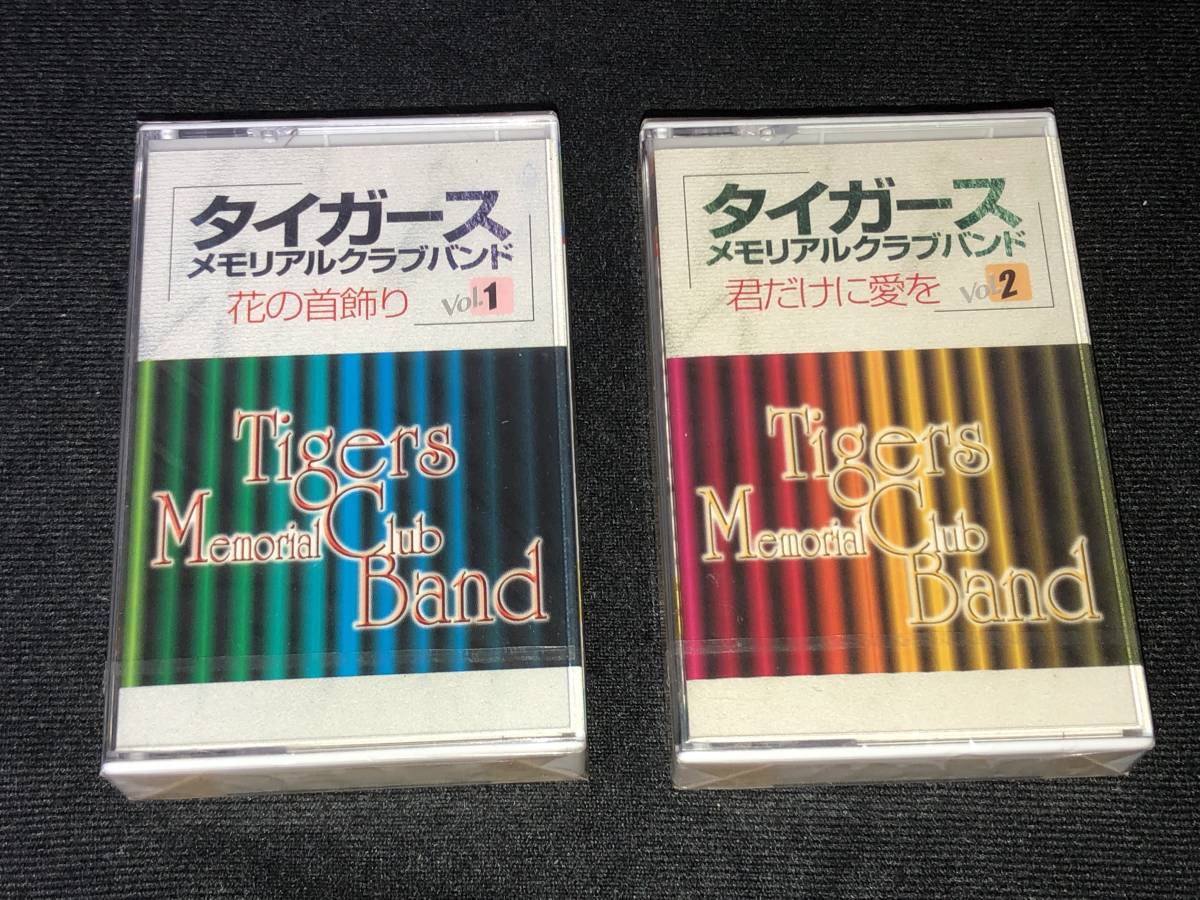 タイガース
メモリアルクラブバンド
花の首飾り Vol.1
Tigers
Memorial Club
Band
タイガース
メモリアルクラブバンド
君だけに愛を Vol.2
Tigers
Memorial Club
Band